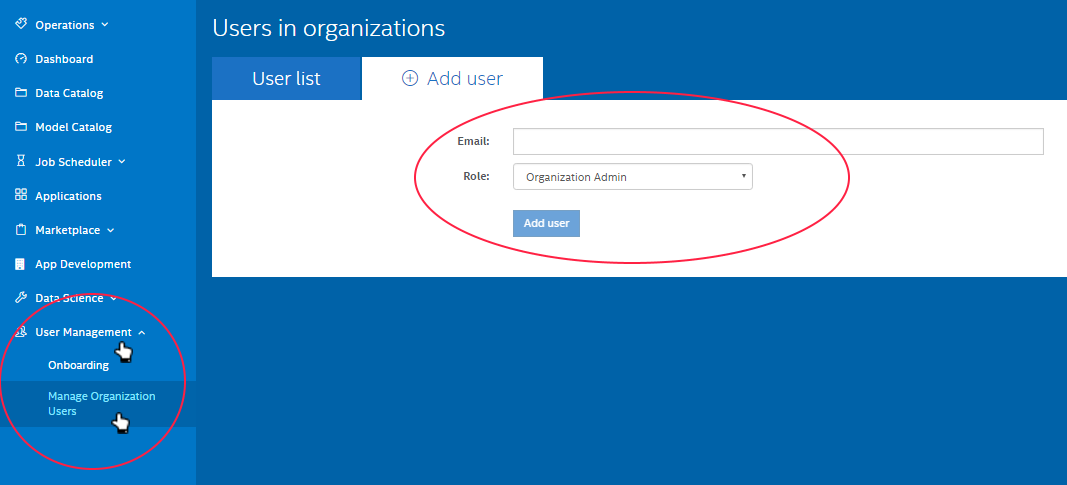 Operations
Dashboard
Data Catalog
Model Catalog
Job Scheduler
Applications
Marketplace
App Development
Data Science
User Management
Onboarding
Manage Organization
Users
Users in organizations
User list
Add user
Email:
Role:
Organization Admin
Add user